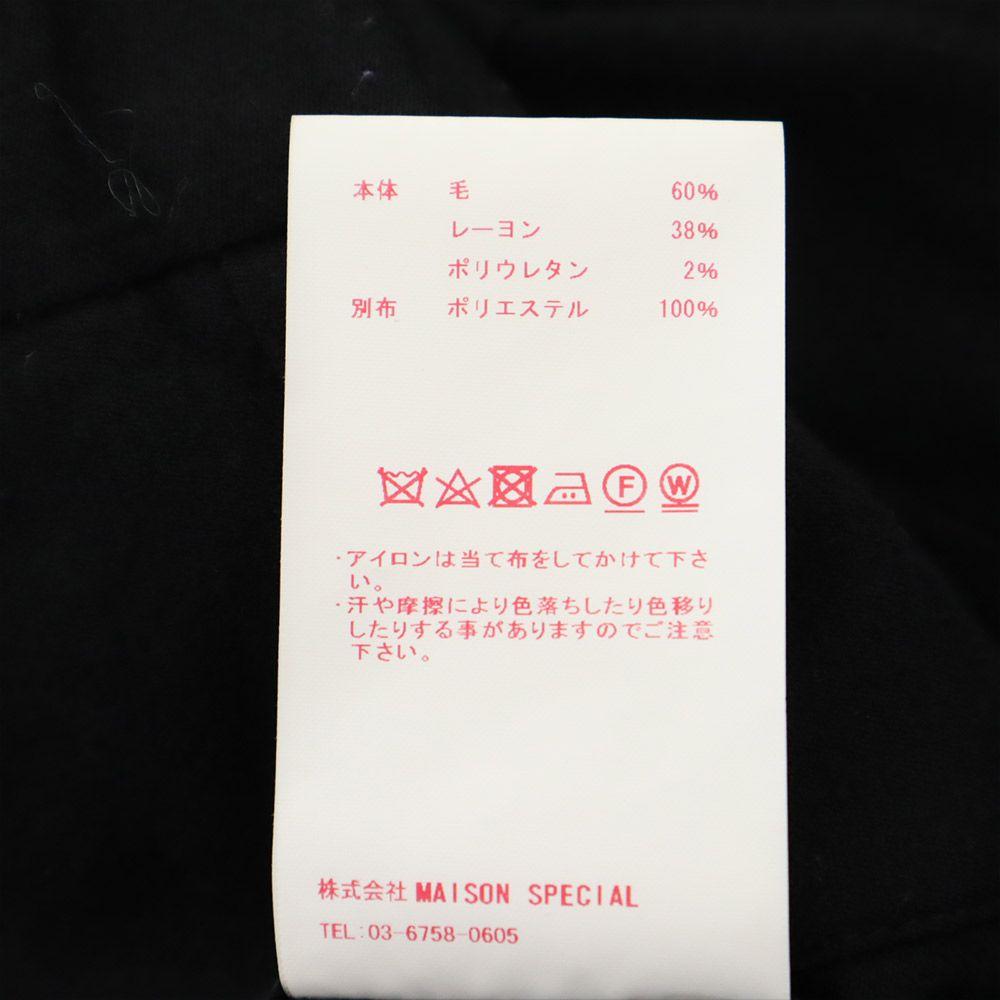 本体 毛 60%
レーヨン 38%
ポリウレタン 2%
別布 ポリエステル 100%
F W
・アイロンは当て布をしてかけて下さ
い。
・汗や摩擦により色落ちしたり色移り
したりする事がありますのでご注意
下さい。
株式会社 MAISON SPECIAL
TEL:03-6758-0605